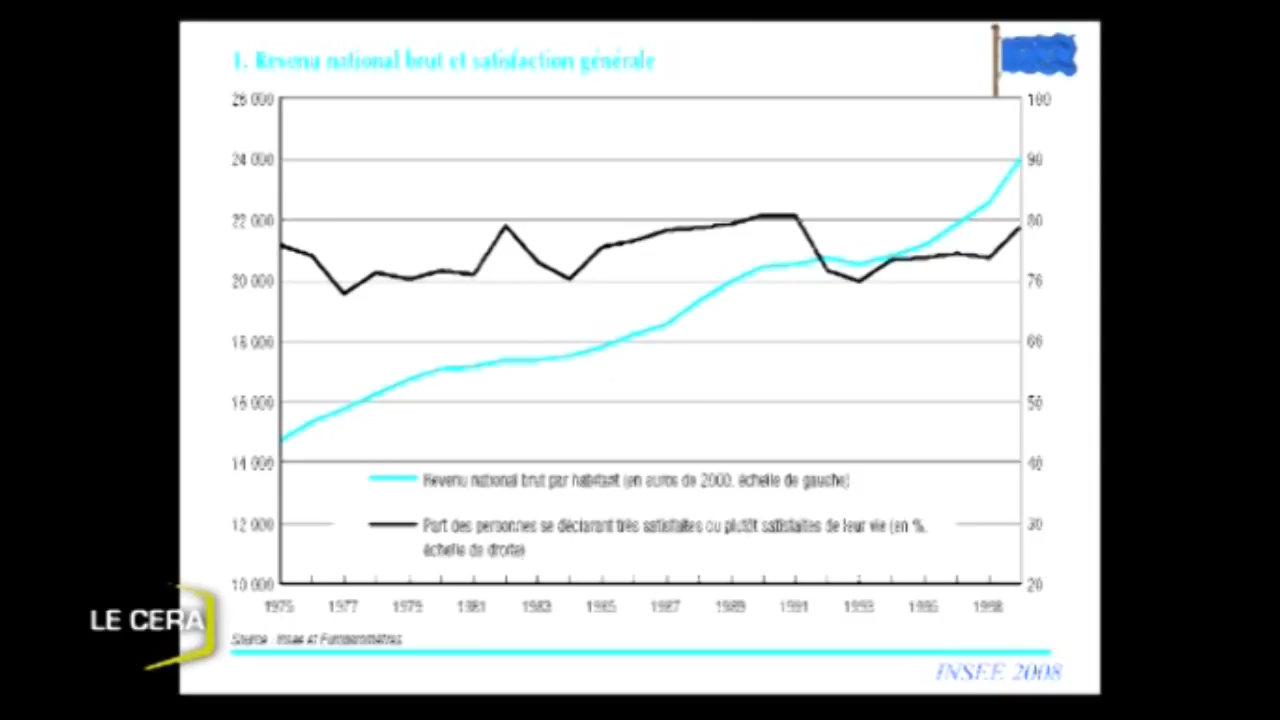 1. Revenu national brut et satisfaction générale
26 000
100
24 000
90
22 000
80
20 000
70
18 000
60
16 000
50
14 000
40
Revenu national brut par habitant (en euros de 2000, échelle de gauche)
12 000
Part des personnes se déclarant très satisfaites ou plutôt satisfaites de leur vie (en %,
30
échelle de droite)
10 000
20
1975 1977 1979 1981 1983 1985 1987 1989 1991 1993 1995 1998
LE CERA
Source : Insee et Eurobaromètres
INSEE 2008